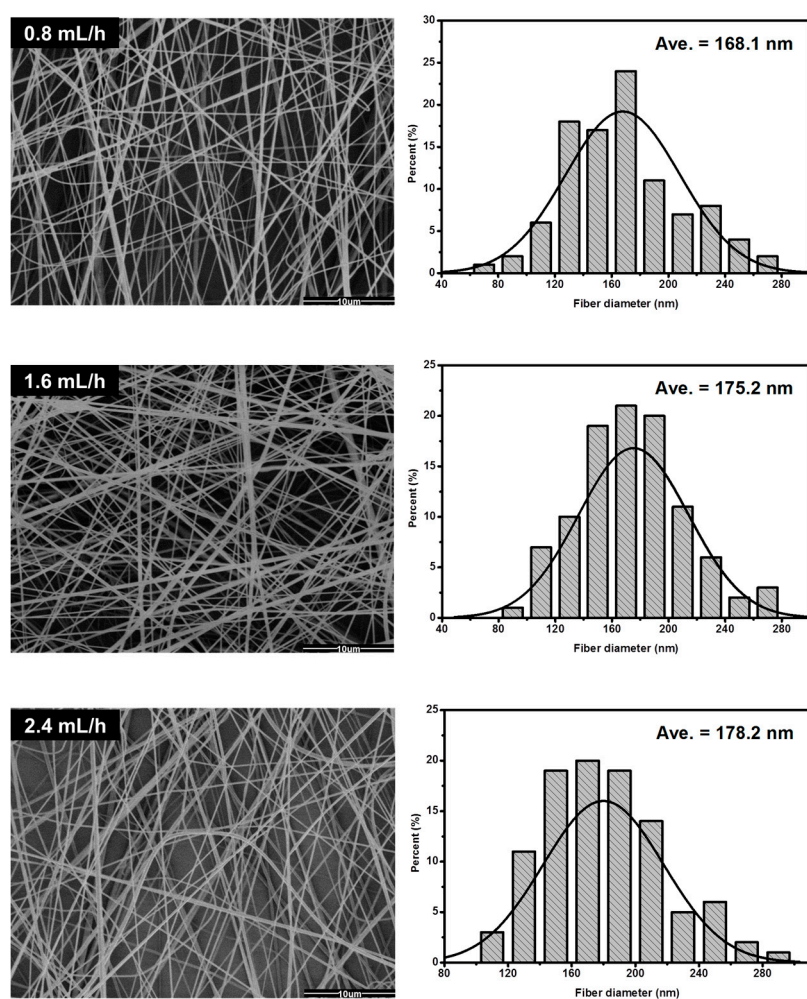 0.8 mL/h
10um
Ave. = 168.1 nm
Percent (%)
30
25
20
15
10
5
0
40 80 120 160 200 240 280
Fiber diameter (nm)
1.6 mL/h
10um
Ave. = 175.2 nm
Percent (%)
25
20
15
10
5
0
40 80 120 160 200 240 280
Fiber diameter (nm)
2.4 mL/h
10um
Ave. = 178.2 nm
Percent (%)
25
20
15
10
5
0
80 120 160 200 240 280
Fiber diameter (nm)